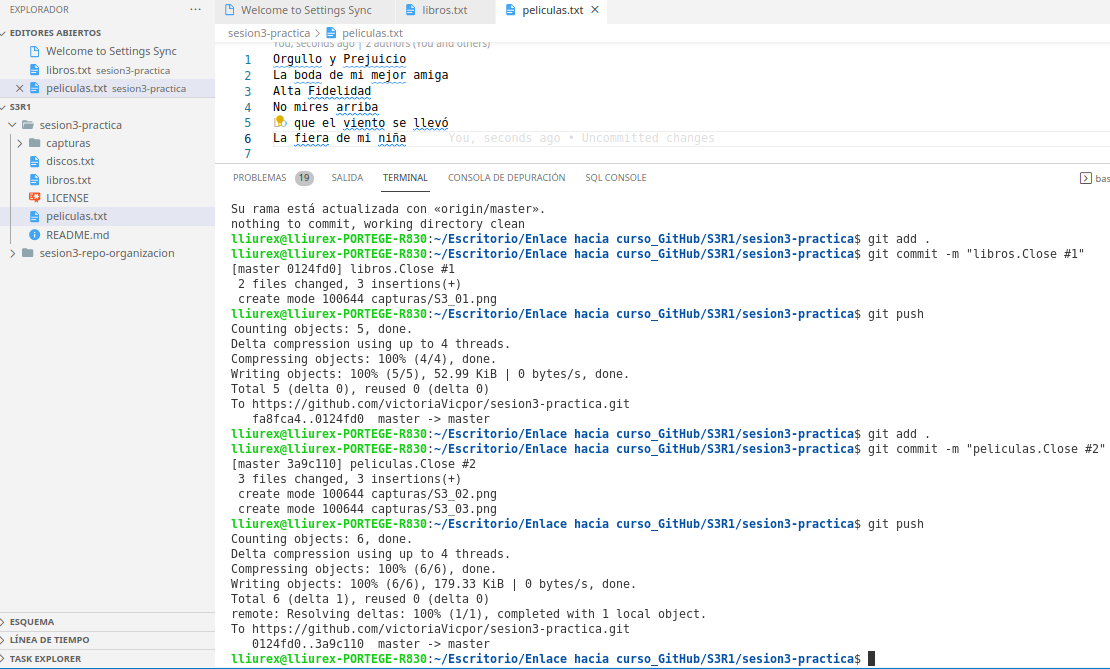 EXPLORADOR
EDITORES ABIERTOS
Welcome to Settings Sync
libros.txt sesion3-practica
peliculas.txt sesion3-practica
S3R1
sesion3-practica
capturas
discos.txt
libros.txt
LICENSE
peliculas.txt
README.md
sesion3-repo-organizacion
ESQUEMA
LÍNEA DE TIEMPO
TASK EXPLORER
Welcome to Settings Sync libros.txt peliculas.txt
sesion3-practica > peliculas.txt
You, seconds ago | 2 authors (You and others)
1 Orgullo y Prejuicio
2 La boda de mi mejor amiga
3 Alta Fidelidad
4 No mires arriba
5 que el viento se llevó
6 La fiera de mi niña You, seconds ago • Uncommitted changes
7
PROBLEMAS 19 SALIDA TERMINAL CONSOLA DE DEPURACIÓN SQL CONSOLE bas
Su rama está actualizada con «origin/master».
nothing to commit, working directory clean
lliurex@lliurex-PORTEGE-R830:~/Escritorio/Enlace hacia curso_GitHub/S3R1/sesion3-practica$ git add .
lliurex@lliurex-PORTEGE-R830:~/Escritorio/Enlace hacia curso_GitHub/S3R1/sesion3-practica$ git commit -m "libros.Close #1"
[master 0124fd0] libros.Close #1
2 files changed, 3 insertions(+)
create mode 100644 capturas/S3_01.png
lliurex@lliurex-PORTEGE-R830:~/Escritorio/Enlace hacia curso_GitHub/S3R1/sesion3-practica$ git push
Counting objects: 5, done.
Delta compression using up to 4 threads.
Compressing objects: 100% (4/4), done.
Writing objects: 100% (5/5), 52.99 KiB | 0 bytes/s, done.
Total 5 (delta 0), reused 0 (delta 0)
To https://github.com/victoriaVicpor/sesion3-practica.git
fa8fca4..0124fd0 master -> master
lliurex@lliurex-PORTEGE-R830:~/Escritorio/Enlace hacia curso_GitHub/S3R1/sesion3-practica$ git add .
lliurex@lliurex-PORTEGE-R830:~/Escritorio/Enlace hacia curso_GitHub/S3R1/sesion3-practica$ git commit -m "peliculas.Close #2"
[master 3a9c110] peliculas.Close #2
3 files changed, 3 insertions(+)
create mode 100644 capturas/S3_02.png
create mode 100644 capturas/S3_03.png
lliurex@lliurex-PORTEGE-R830:~/Escritorio/Enlace hacia curso_GitHub/S3R1/sesion3-practica$ git push
Counting objects: 6, done.
Delta compression using up to 4 threads.
Compressing objects: 100% (6/6), done.
Writing objects: 100% (6/6), 179.33 KiB | 0 bytes/s, done.
Total 6 (delta 1), reused 0 (delta 0)
remote: Resolving deltas: 100% (1/1), completed with 1 local object.
To https://github.com/victoriaVicpor/sesion3-practica.git
0124fd0..3a9c110 master -> master
lliurex@lliurex-PORTEGE-R830:~/Escritorio/Enlace hacia curso_GitHub/S3R1/sesion3-practica$